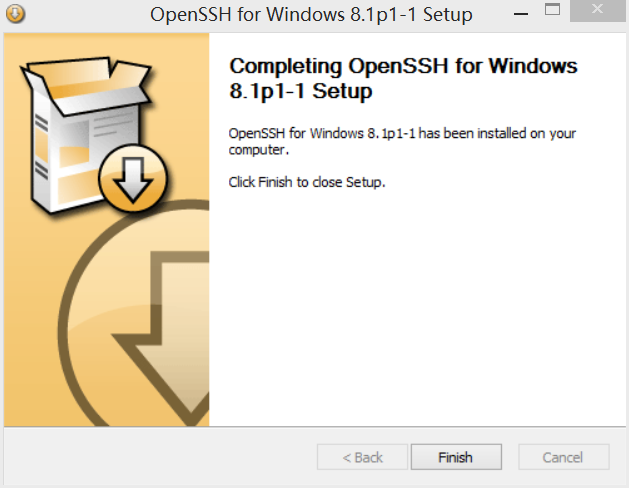 OpenSSH for Windows 8.1p1-1 Setup
Completing OpenSSH for Windows
8.1p1-1 Setup
OpenSSH for Windows 8.1p1-1 has been installed on your
computer.
Click Finish to close Setup.
< Back
Finish
Cancel